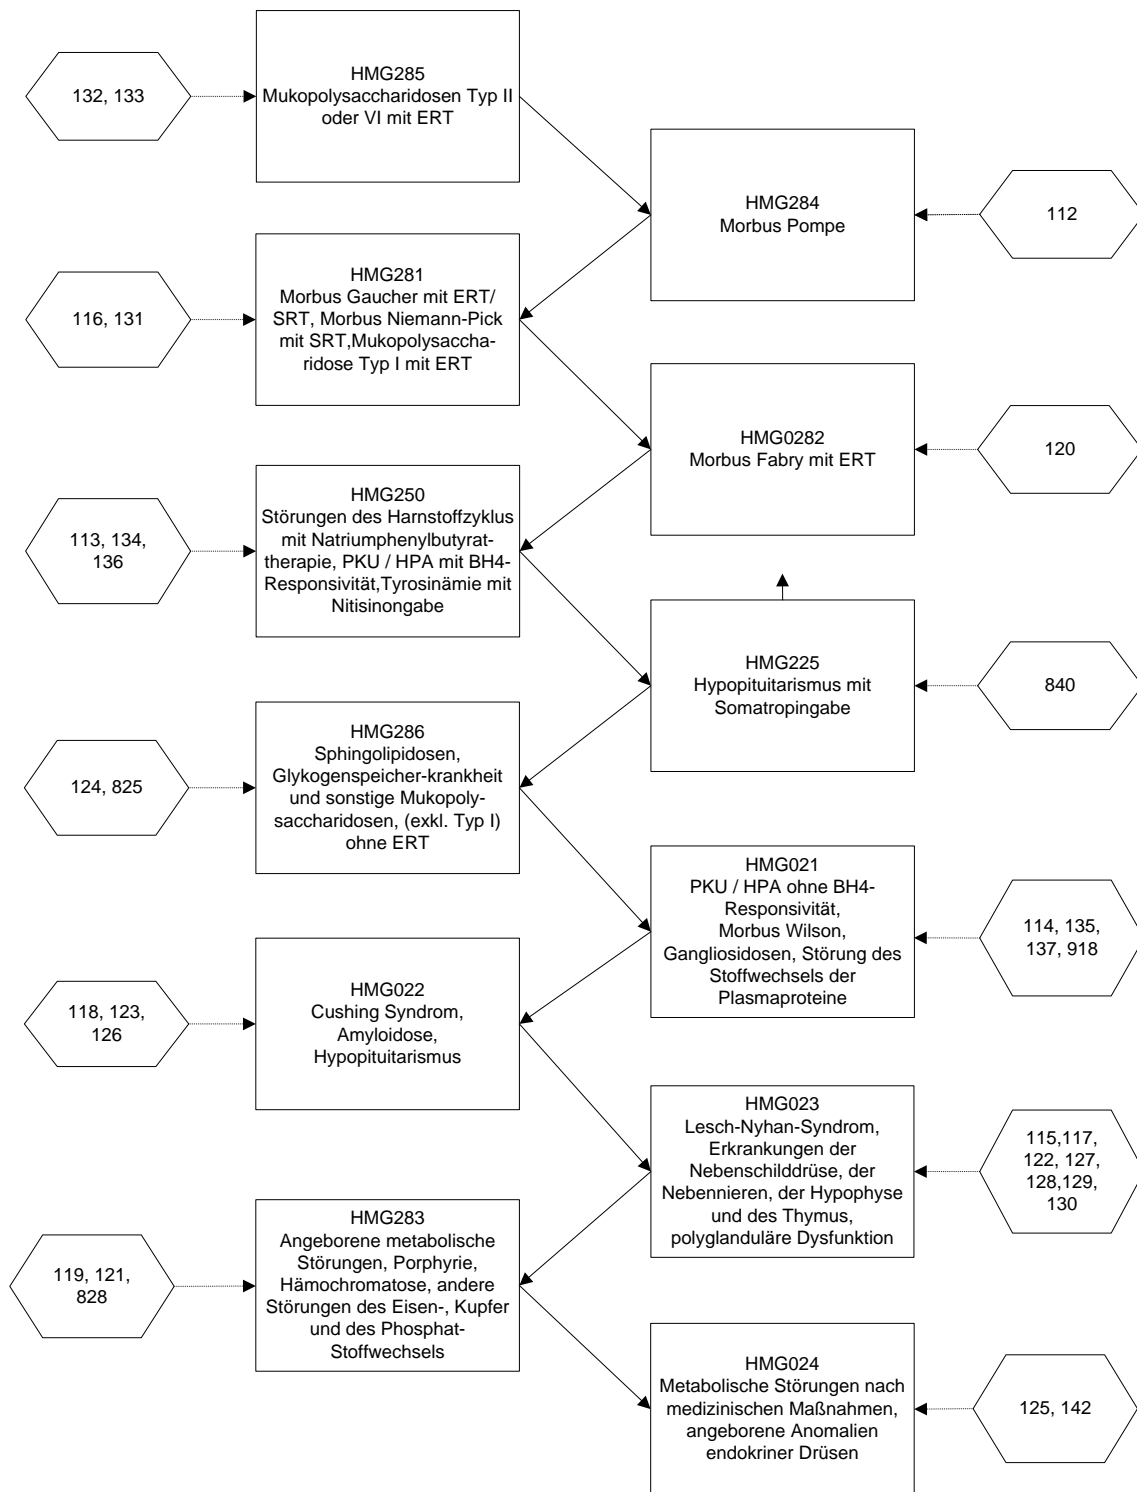 132, 133
HMG285
Mukopolysaccharidosen Typ II
oder VI mit ERT
HMG284
Morbus Pompe
112
116, 131
HMG281
Morbus Gaucher mit ERT/
SRT, Morbus Niemann-Pick
mit SRT,Mukopolysaccha-
ridose Typ I mit ERT
HMG0282
Morbus Fabry mit ERT
120
113, 134,
136
HMG250
Störungen des Harnstoffzyklus
mit Natriumphenylbutyrat-
therapie, PKU / HPA mit BH4-
Responsivität,Tyrosinämie mit
Nitisinongabe
HMG225
Hypopituitarismus mit
Somatropingabe
840
124, 825
HMG286
Sphingolipidosen,
Glykogenspeicher-krankheit
und sonstige Mukopoly-
saccharidosen, (exkl. Typ I)
ohne ERT
HMG021
PKU / HPA ohne BH4-
Responsivität,
Morbus Wilson,
Gangliosidosen, Störung des
Stoffwechsels der
Plasmaproteine
114, 135,
137, 918
118, 123,
126
HMG022
Cushing Syndrom,
Amyloidose,
Hypopituitarismus
HMG023
Lesch-Nyhan-Syndrom,
Erkrankungen der
Nebenschilddrüse, der
Nebennieren, der Hypophyse
und des Thymus,
polyglanduläre Dysfunktion
115,117,
122, 127,
128,129,
130
119, 121,
828
HMG283
Angeborene metabolische
Störungen, Porphyrie,
Hämochromatose, andere
Störungen des Eisen-, Kupfer
und des Phosphat-
Stoffwechsels
HMG024
Metabolische Störungen nach
medizinischen Maßnahmen,
angeborene Anomalien
endokriner Drüsen
125, 142